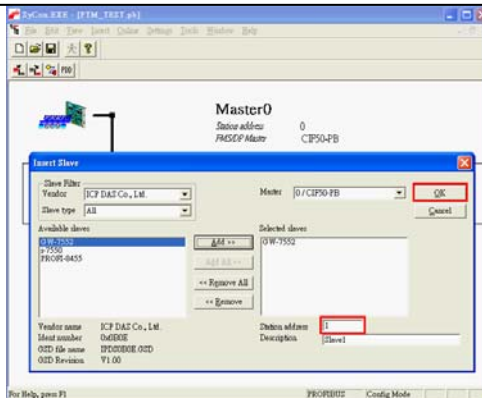 SyCon.EXE - [PTM_TEST.pb]
File Edit View Insert Online Settings Tools Window Help
Master0
Station address 0
FMS/DP Master CIF50-PB
Insert Slave
Slave Filter
Vendor ICP DAS Co., Ltd.
Slave type All
Master 0 / CIF50-PB
OK
Cancel
Available slaves
GW-7552
I-7550
PROFI-8455
Add >>
Add All >>
<< Remove All
<< Remove
Selected slaves
GW-7552
Vendor name ICP DAS Co., Ltd.
Ident number 0x0B0E
GSD file name IPDS0B0E.GSD
GSD Revision V1.00
Station address 1
Description Slave1
For Help, press F1
PROFIBUS Config Mode